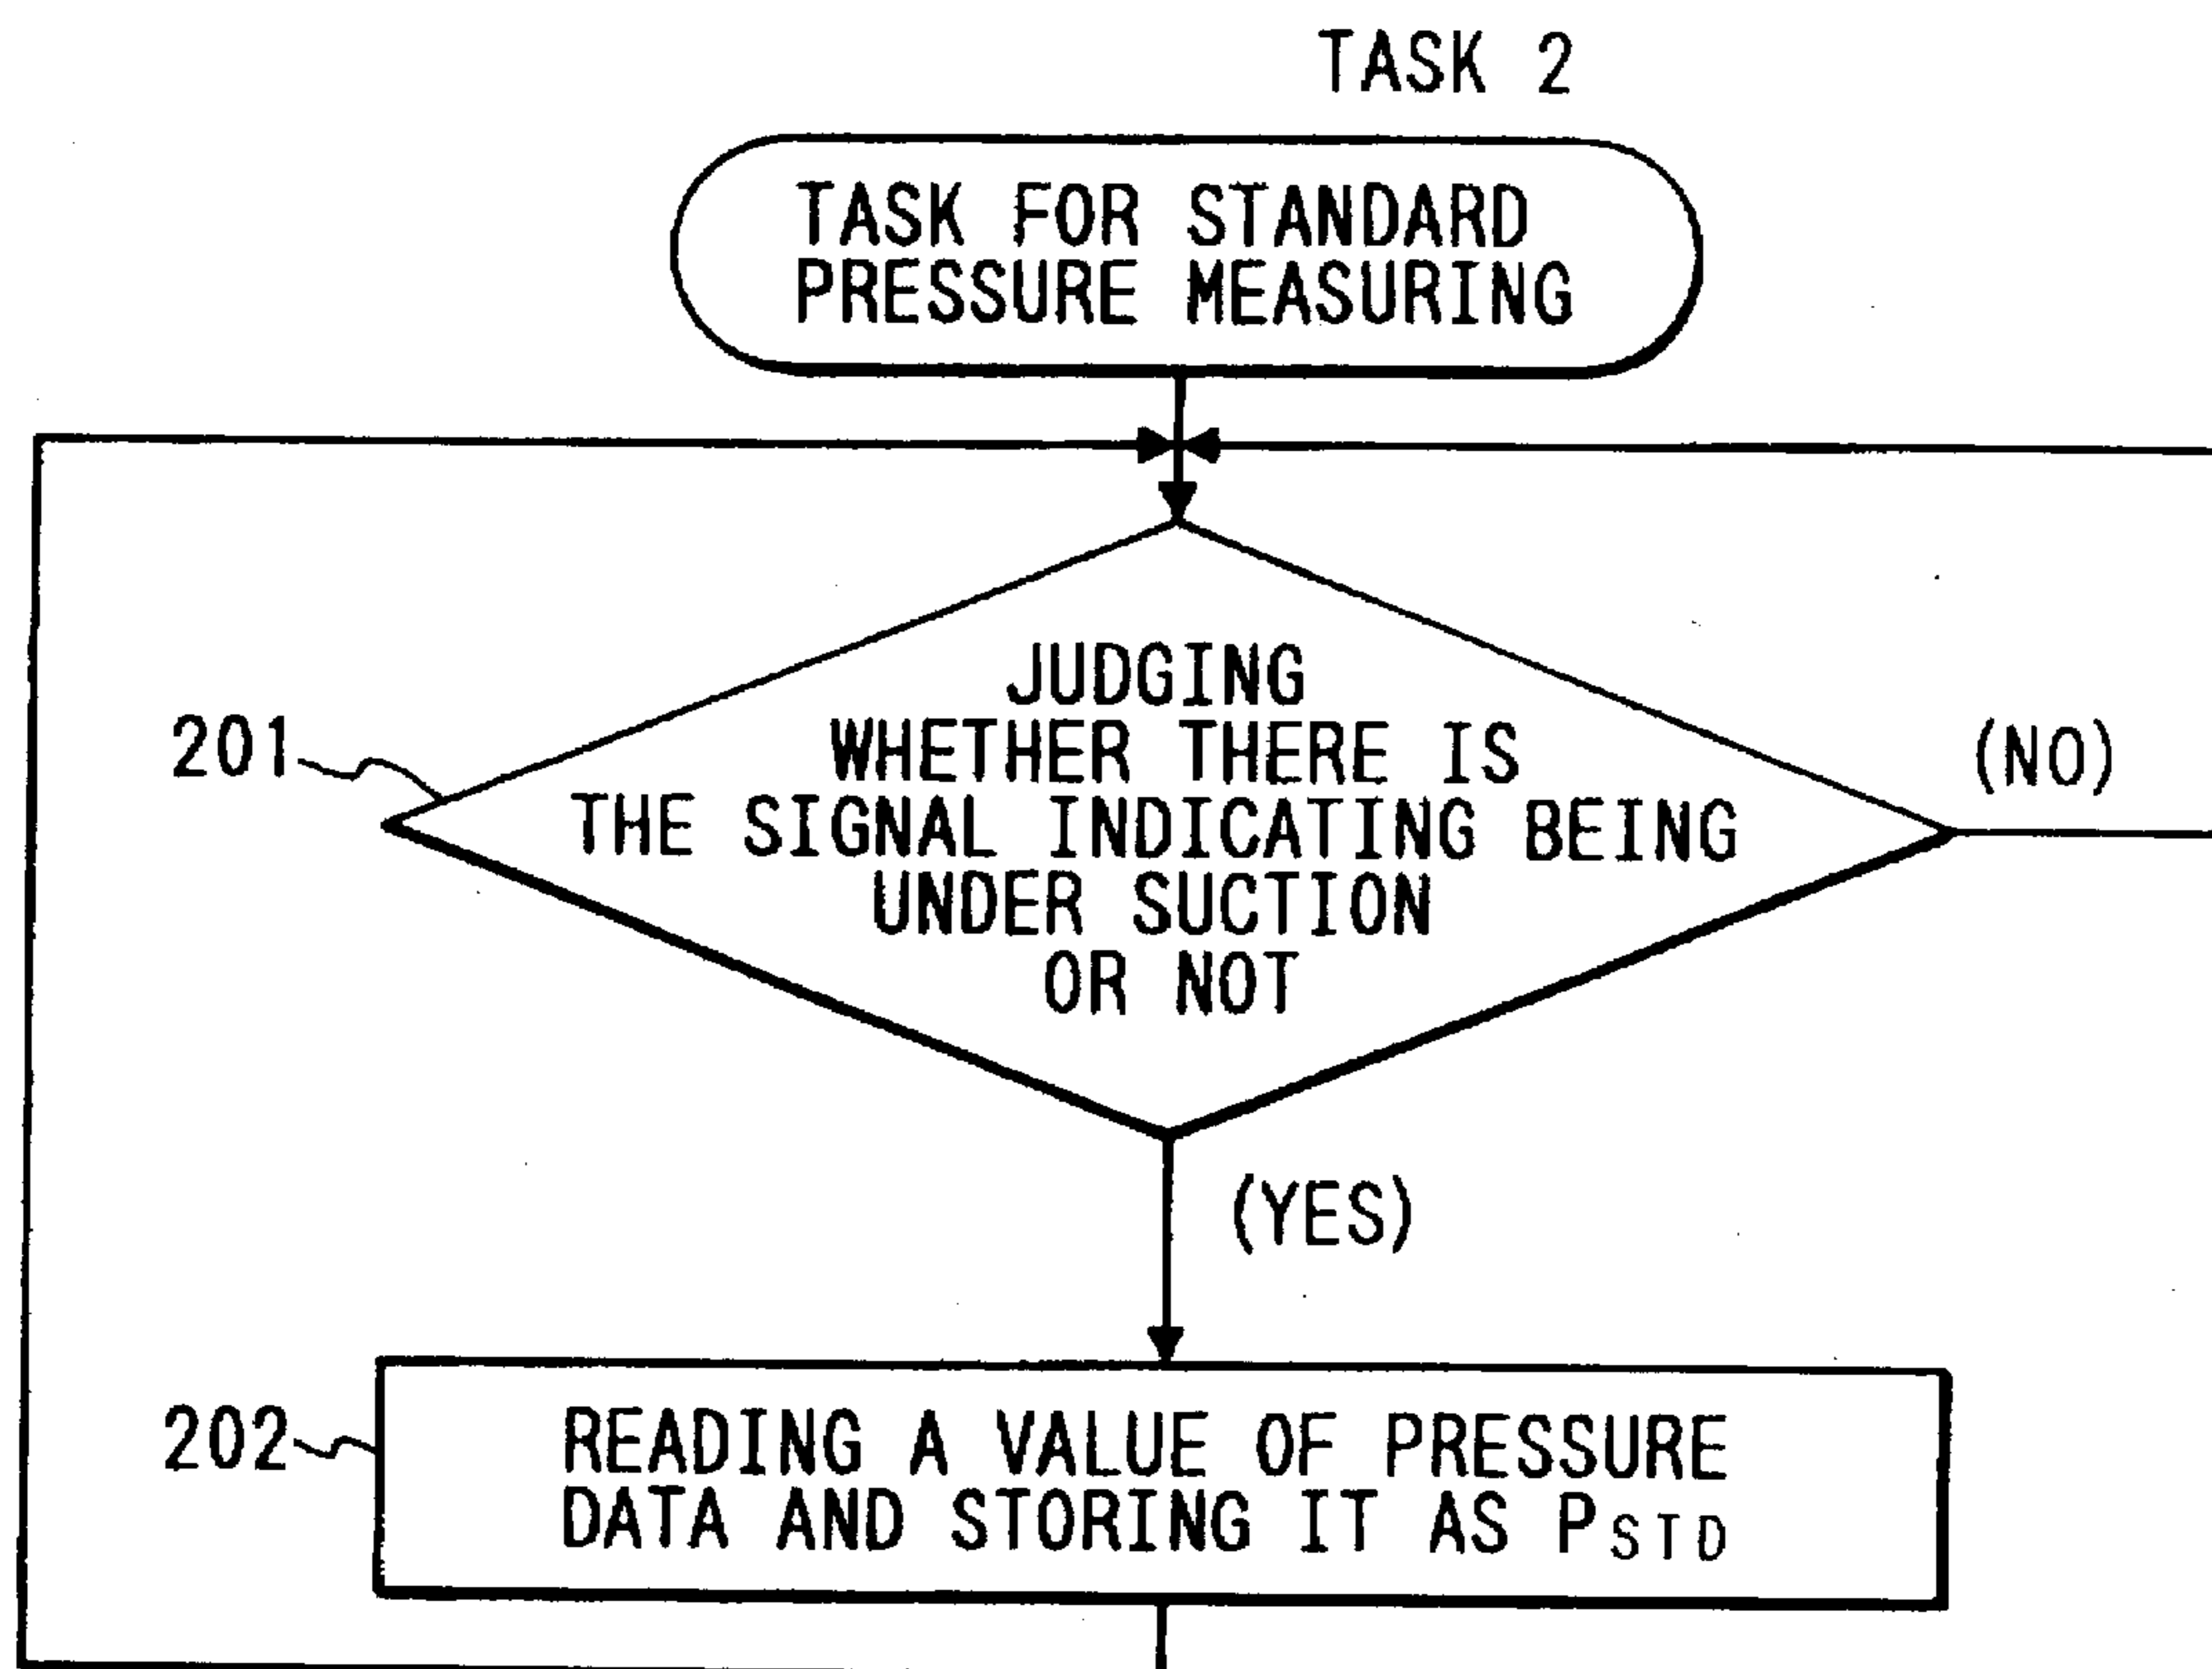 TASK 2
TASK FOR STANDARD
PRESSURE MEASURING
JUDGING
WHETHER THERE IS
201
THE SIGNAL INDICATING BEING
UNDER SUCTION
OR NOT
(NO)
(YES)
202
READING A VALUE OF PRESSURE
DATA AND STORING IT AS PSTD